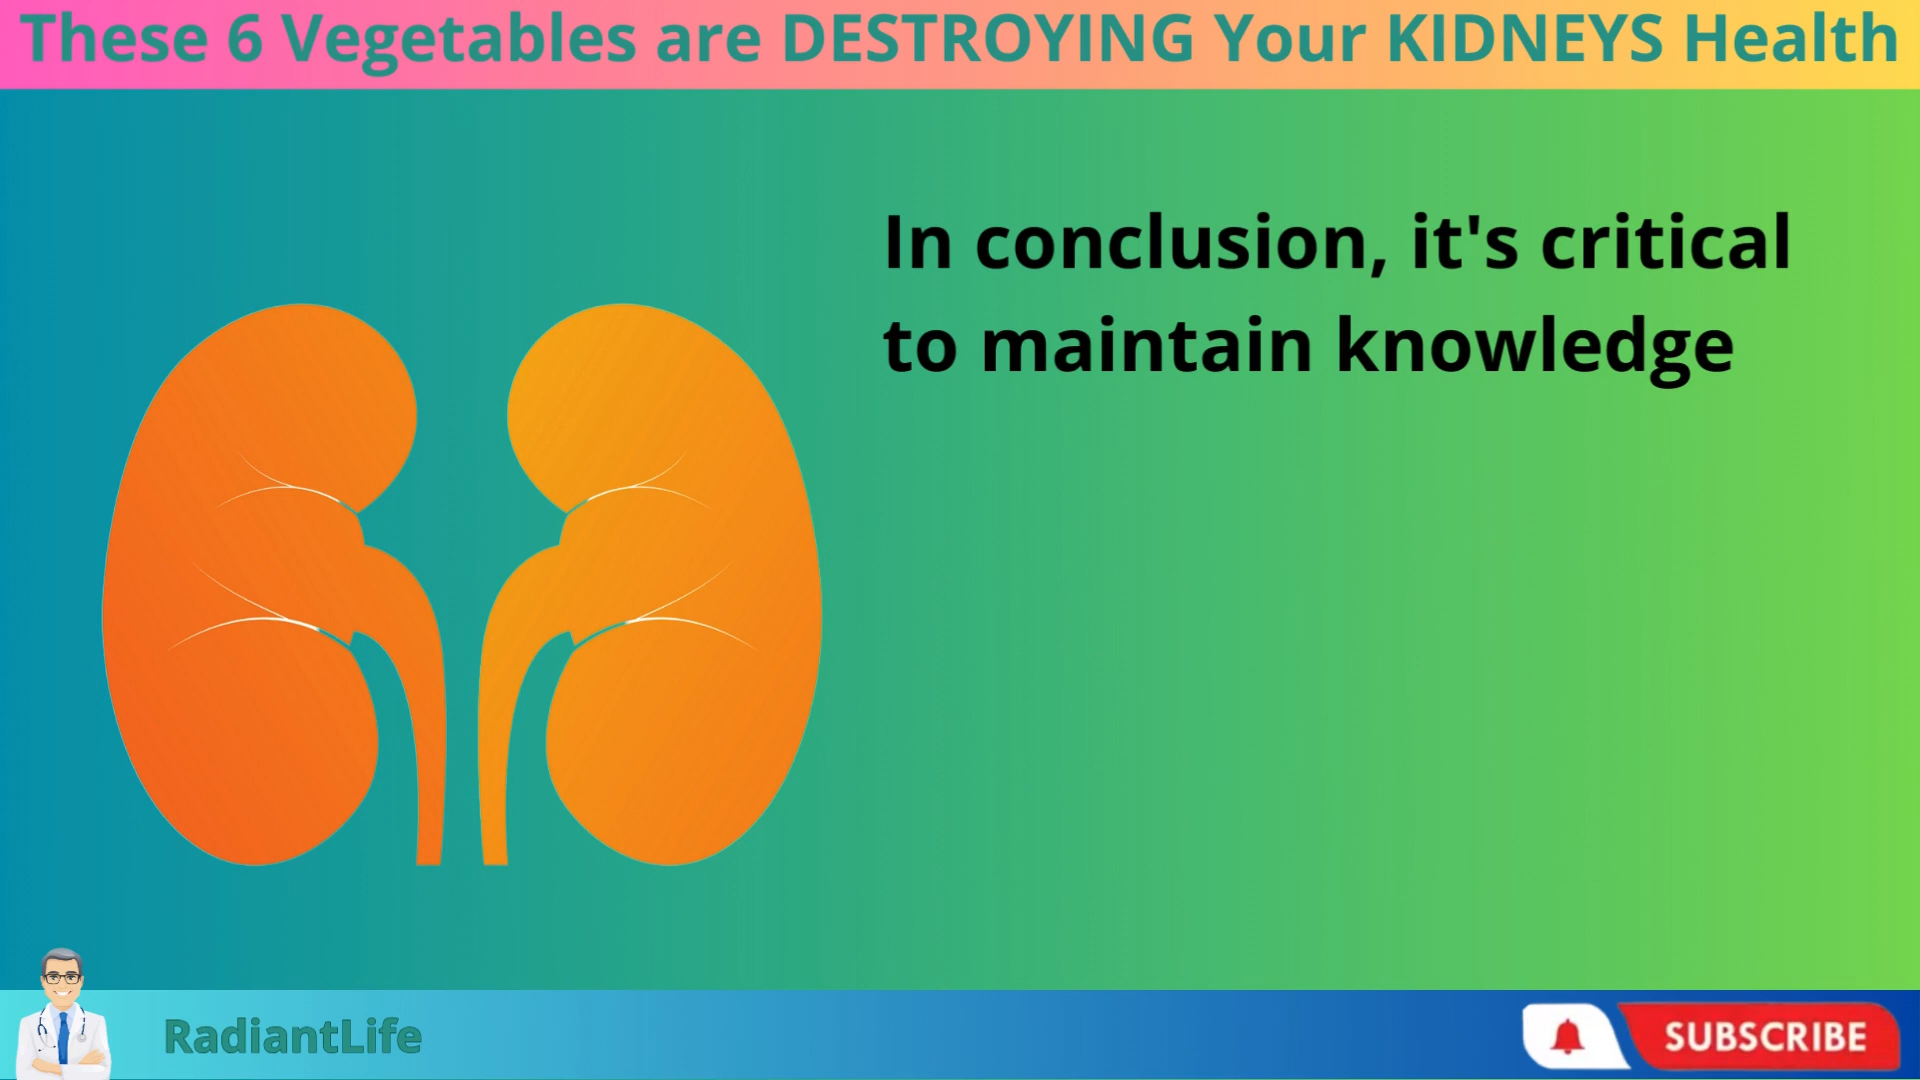 These 6 Vegetables are DESTROYING Your KIDNEYS Health
In conclusion, it's critical
to maintain knowledge
RadiantLife
SUBSCRIBE